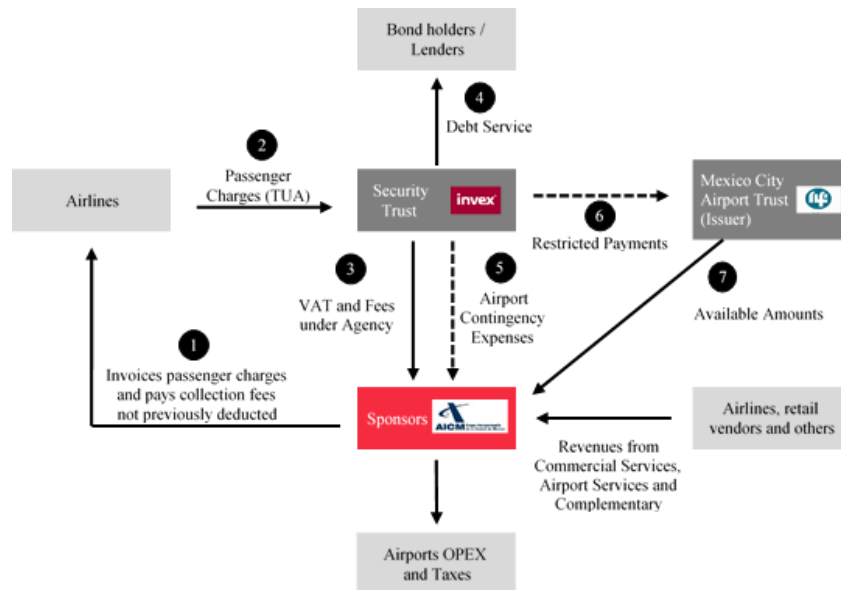 Bond holders /
Lenders
4
Debt Service
2
Passenger
Charges (TUA)
Airlines
Security
Trust
invex
Mexico City
Airport Trust
(Issuer)
6
Restricted Payments
3
VAT and Fees
under Agency
5
Airport
Contingency
Expenses
7
Available Amounts
1
Invoices passenger charges
and pays collection fees
not previously deducted
Sponsors
AICM
Airlines, retail
vendors and others
Revenues from
Commercial Services,
Airport Services and
Complementary
Airports OPEX
and Taxes